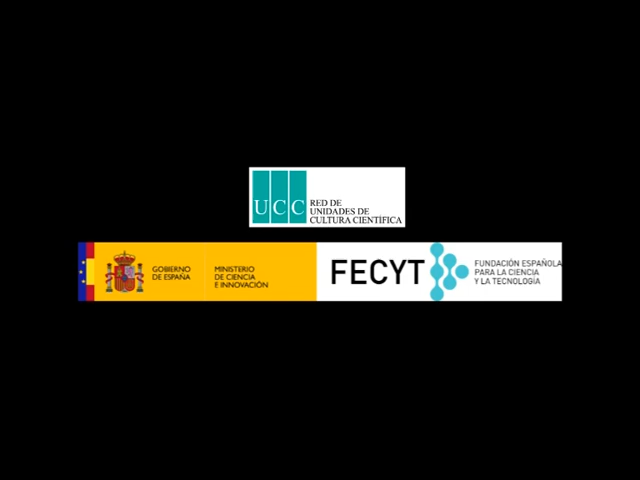 UCC
RED DE
UNIDADES DE
CULTURA CIENTÍFICA
GOBIERNO
DE ESPAÑA
MINISTERIO
DE CIENCIA
E INNOVACIÓN
FECYT
FUNDACIÓN ESPAÑOLA
PARA LA CIENCIA
Y LA TECNOLOGÍA